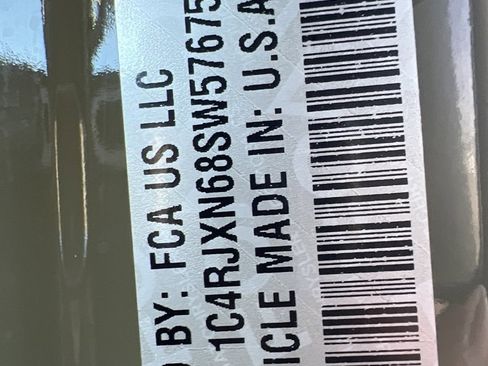 BY: FCA US LLC
1C4RJXN68SW57675
ICLE MADE IN: U.S.A